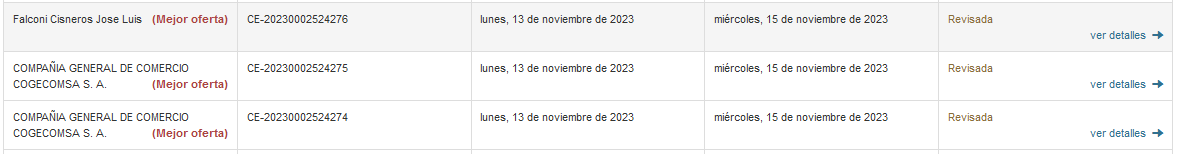 Falconi Cisneros Jose Luis (Mejor oferta) CE-20230002524276 lunes, 13 de noviembre de 2023 miércoles, 15 de noviembre de 2023 Revisada
ver detalles →
COMPAÑIA GENERAL DE COMERCIO CE-20230002524275 lunes, 13 de noviembre de 2023 miércoles, 15 de noviembre de 2023 Revisada
COGECOMSA S. A. (Mejor oferta) ver detalles →
COMPAÑIA GENERAL DE COMERCIO CE-20230002524274 lunes, 13 de noviembre de 2023 miércoles, 15 de noviembre de 2023 Revisada
COGECOMSA S. A. (Mejor oferta) ver detalles →